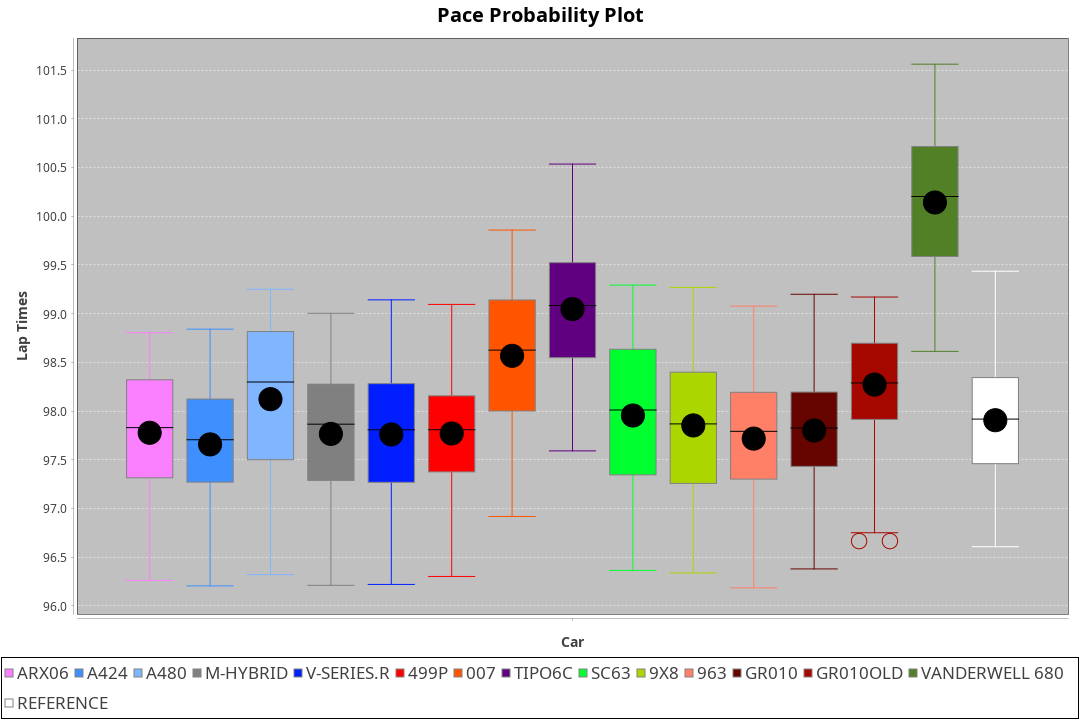 Pace Probability Plot
101.5
101.0
100.5
100.0
99.5
99.0
98.5
98.0
97.5
97.0
96.5
96.0
Lap Times
Car
ARX06 A424 A480 M-HYBRID V-SERIES.R 499P 007 TIPO6C SC63 9X8 963 GR010 GR010OLD VANDERWELL 680
REFERENCE